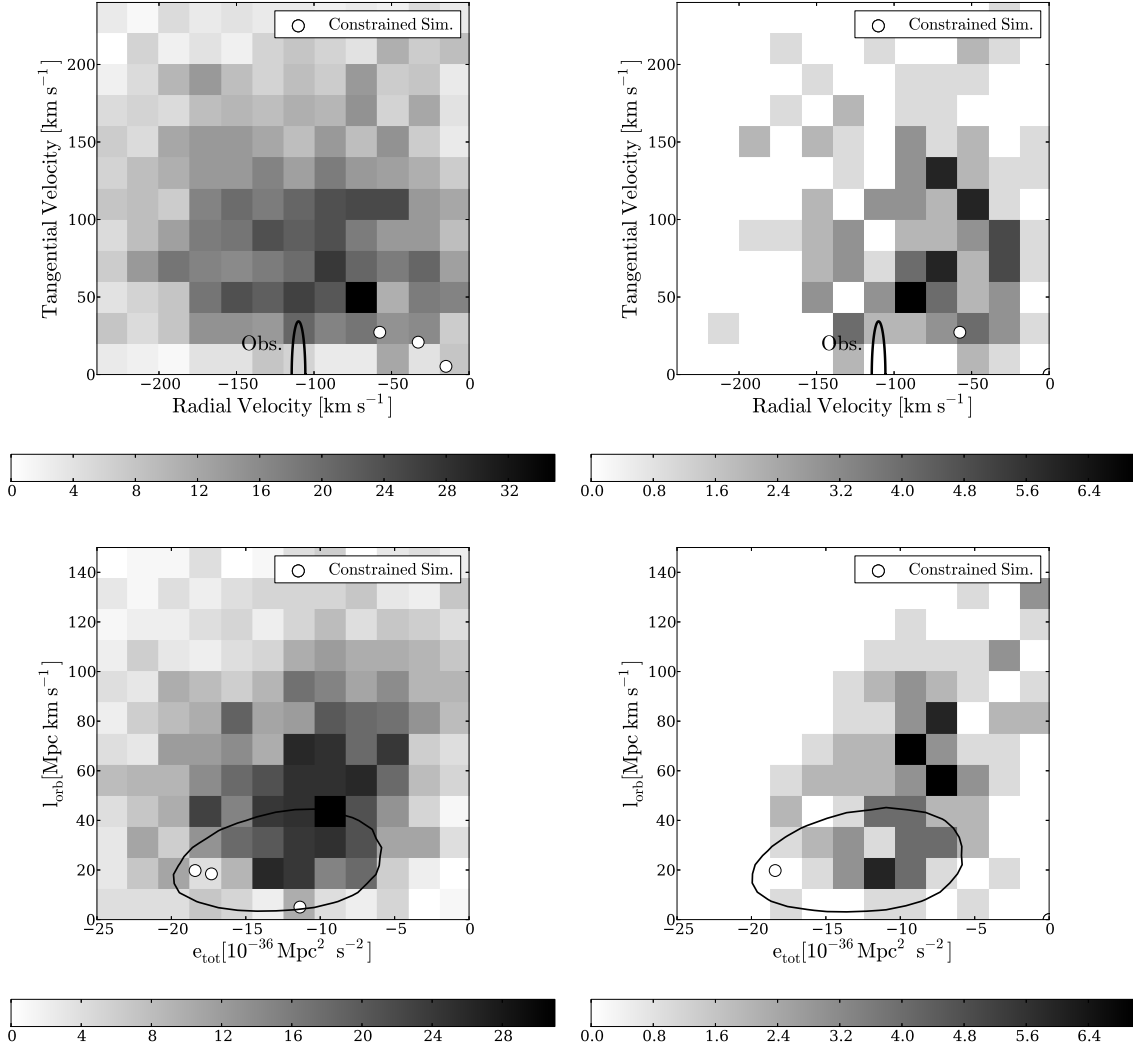 Constrained Sim.
Constrained Sim.
Tangential Velocity [km s⁻¹]
200
150
100
50
0
Obs.
−200 −150 −100 −50 0
Radial Velocity [km s⁻¹]
Tangential Velocity [km s⁻¹]
200
150
100
50
0
Obs.
−200 −150 −100 −50 0
Radial Velocity [km s⁻¹]
0 4 8 12 16 20 24 28 32
0.0 0.8 1.6 2.4 3.2 4.0 4.8 5.6 6.4
Constrained Sim.
Constrained Sim.
l_orb[Mpc km s⁻¹]
140
120
100
80
60
40
20
0
−25 −20 −15 −10 −5 0
e_tot[10⁻³⁶ Mpc² s⁻²]
l_orb[Mpc km s⁻¹]
140
120
100
80
60
40
20
0
−25 −20 −15 −10 −5 0
e_tot[10⁻³⁶ Mpc² s⁻²]
0 4 8 12 16 20 24 28
0.0 0.8 1.6 2.4 3.2 4.0 4.8 5.6 6.4